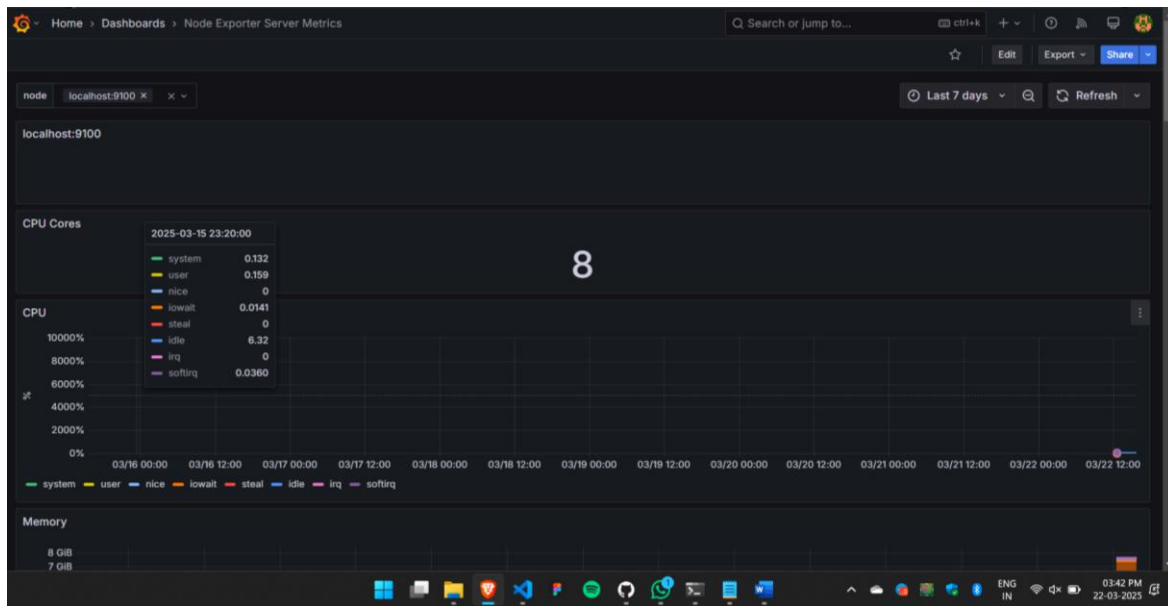 Home › Dashboards › Node Exporter Server Metrics
Search or jump to... ctrl+k
Edit Export Share
node localhost:9100 × × Last 7 days Refresh
localhost:9100
CPU Cores
8
2025-03-15 23:20:00
system 0.132
user 0.159
nice 0
iowait 0.0141
steal 0
idle 6.32
irq 0
softirq 0.0360
CPU
10000%
8000%
6000%
4000%
2000%
0%
%
03/16 00:00 03/16 12:00 03/17 00:00 03/17 12:00 03/18 00:00 03/18 12:00 03/19 00:00 03/19 12:00 03/20 00:00 03/20 12:00 03/21 00:00 03/21 12:00 03/22 00:00 03/22 12:00
system user nice iowait steal idle irq softirq
Memory
8 GiB
7 GiB
1
ENG
IN
03:42 PM
22-03-2025